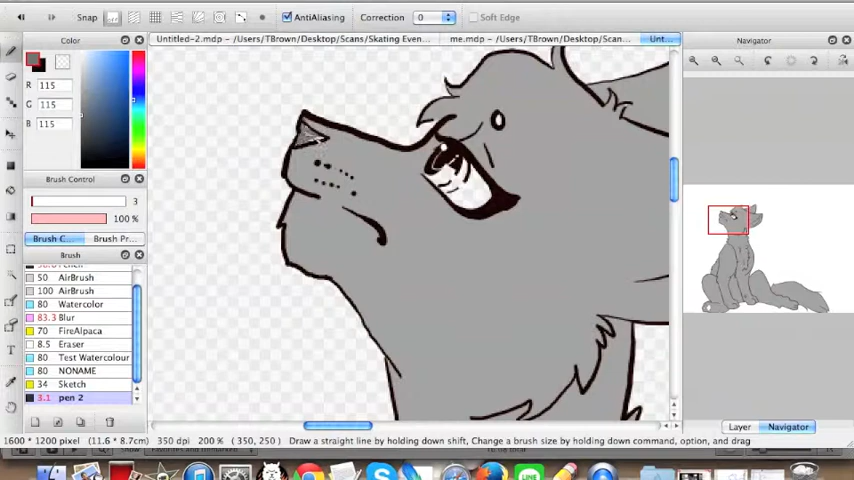 Snap AntiAliasing Correction 0 Soft Edge
Color
Untitled-2.mdp - /Users/TBrown/Desktop/Scans/Skating Even... me.mdp - /Users/TBrown/Desktop/Scan... Unt...
Navigator
R 115
G 115
B 115
Brush Control
3
100 %
Brush C... Brush Pr...
Brush
50 AirBrush
100 AirBrush
80 Watercolor
83.3 Blur
70 FireAlpaca
8.5 Eraser
80 Test Watercolour
80 NONAME
34 Sketch
3.1 pen 2
Layer Navigator
1600 * 1200 pixel (11.6 * 8.7cm) 350 dpi 200 % ( 350, 250 ) Draw a straight line by holding down shift, Change a brush size by holding down command, option, and drag
LINE